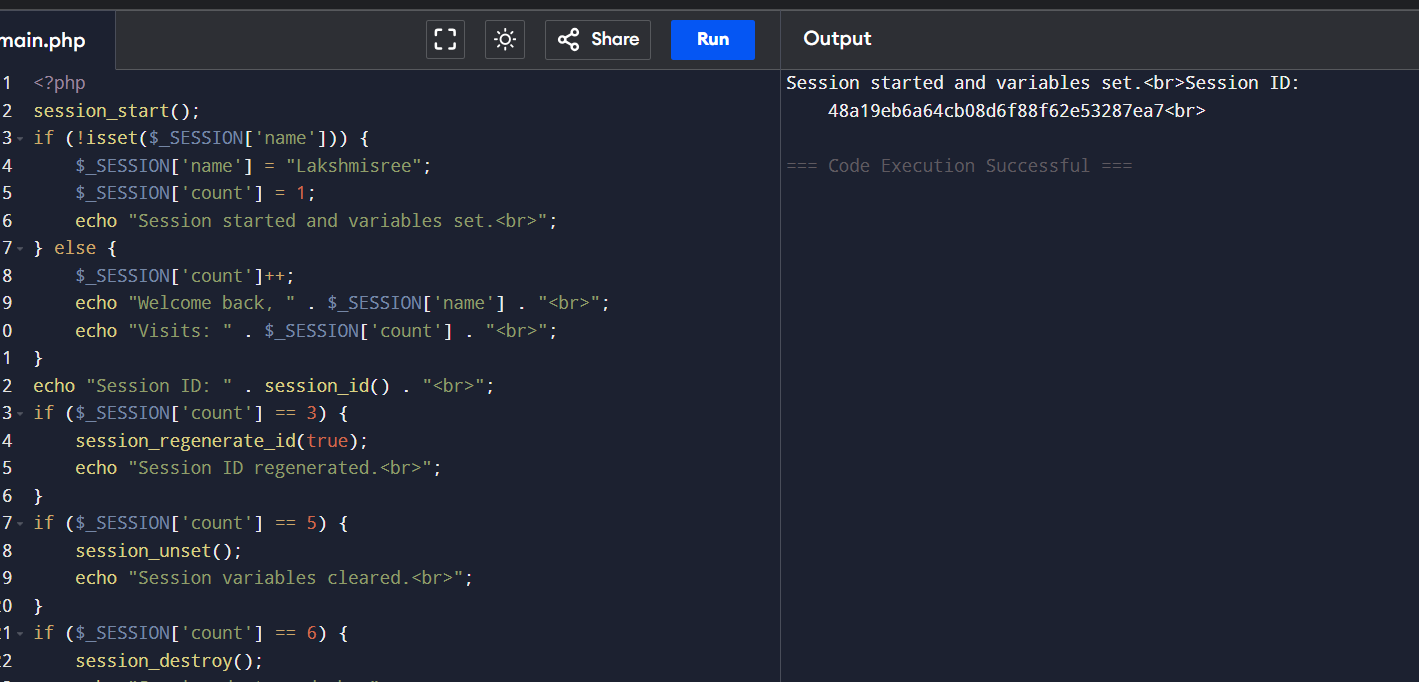 main.php
Share
Run
Output
1 <?php
2 session_start();
3 if (!isset($_SESSION['name'])) {
4     $_SESSION['name'] = "Lakshmisree";
5     $_SESSION['count'] = 1;
6     echo "Session started and variables set.<br>";
7 } else {
8     $_SESSION['count']++;
9     echo "Welcome back, " . $_SESSION['name'] . "<br>";
0     echo "Visits: " . $_SESSION['count'] . "<br>";
1 }
2 echo "Session ID: " . session_id() . "<br>";
3 if ($_SESSION['count'] == 3) {
4     session_regenerate_id(true);
5     echo "Session ID regenerated.<br>";
6 }
7 if ($_SESSION['count'] == 5) {
8     session_unset();
9     echo "Session variables cleared.<br>";
20 }
21 if ($_SESSION['count'] == 6) {
22     session_destroy();
Session started and variables set.<br>Session ID:
    48a19eb6a64cb08d6f88f62e53287ea7<br>
=== Code Execution Successful ===